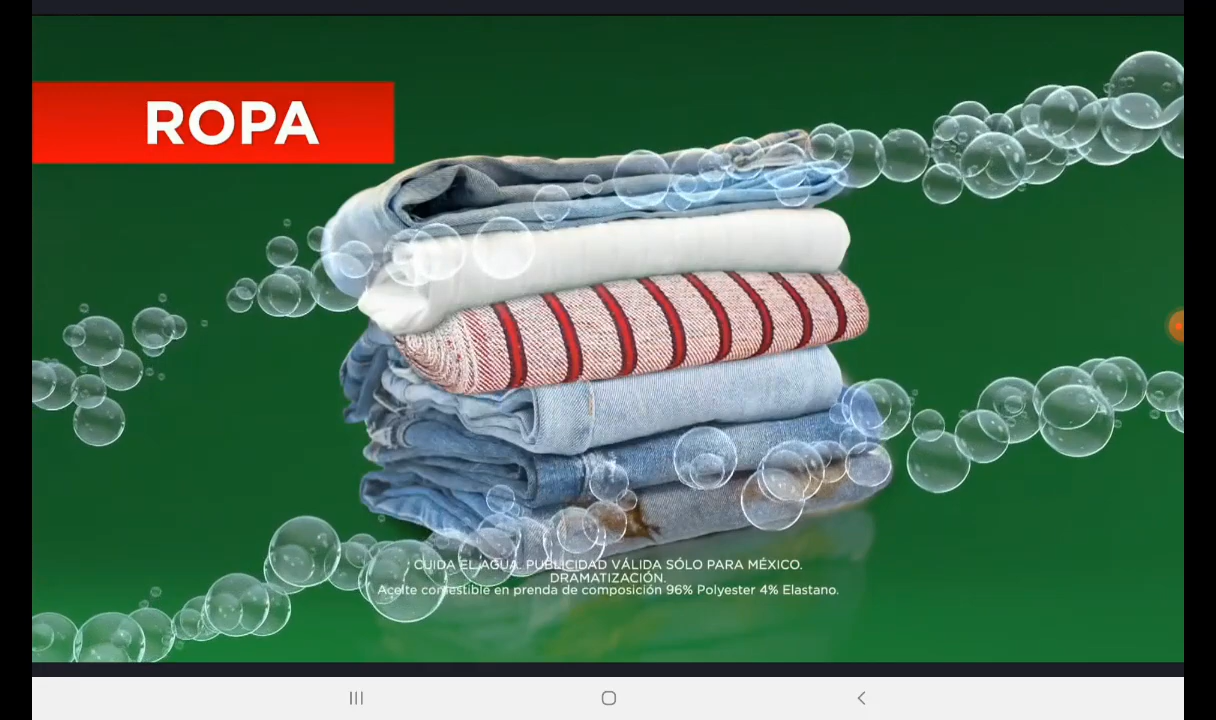 ROPA
CUIDA EL AGUA. PUBLICIDAD VÁLIDA SÓLO PARA MÉXICO.
DRAMATIZACIÓN.
Aceite comestible en prenda de composición 96% Polyester 4% Elastano.